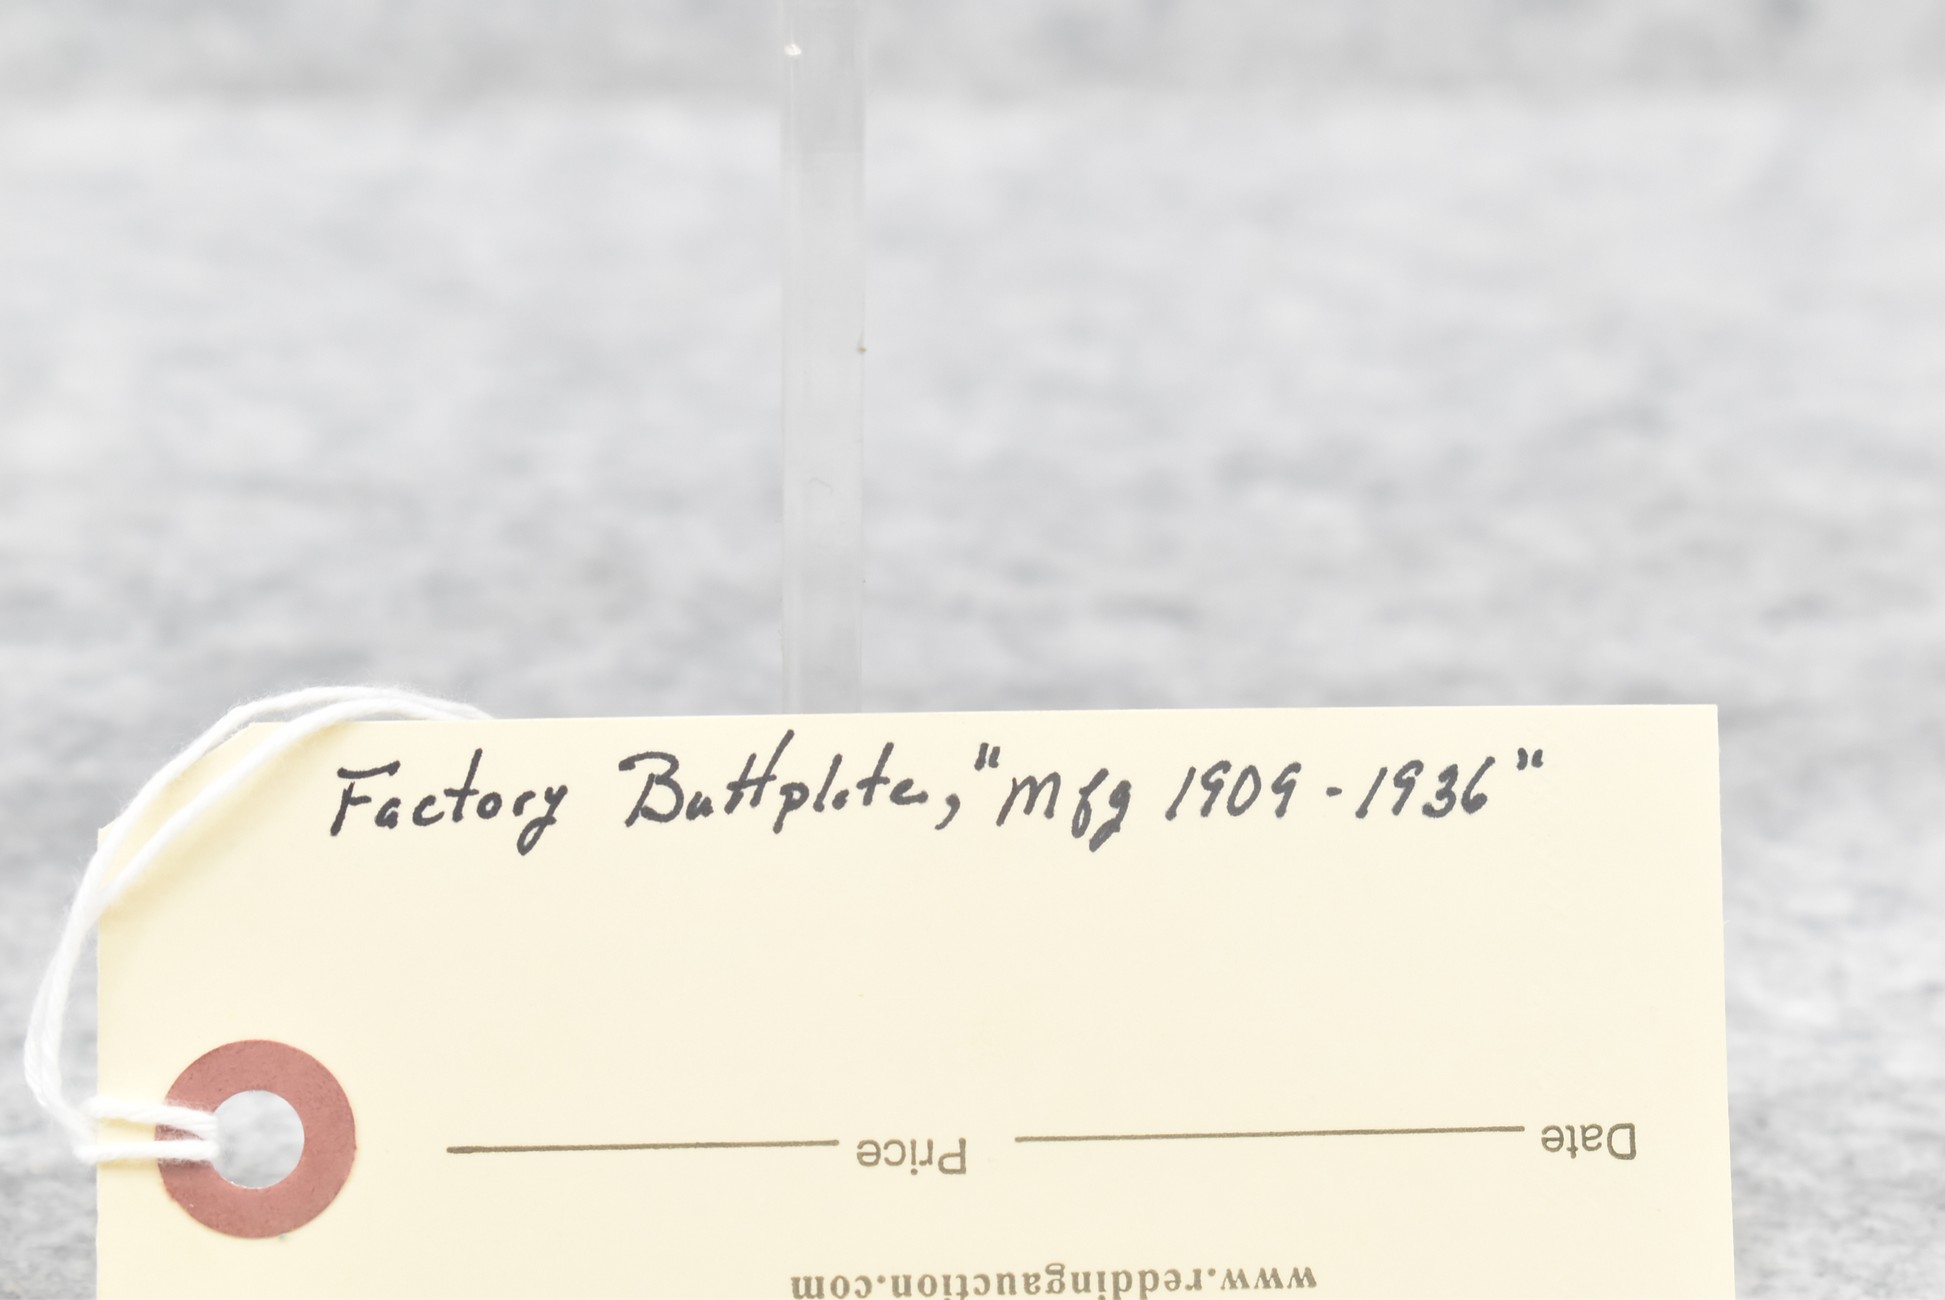 Factory Buttplate, "Mfg 1909-1936"
Price Date
www.reddingauction.com